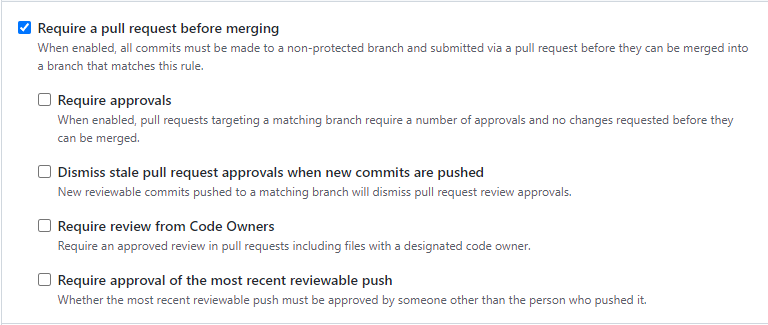 Require a pull request before merging
When enabled, all commits must be made to a non-protected branch and submitted via a pull request before they can be merged into
a branch that matches this rule.
Require approvals
When enabled, pull requests targeting a matching branch require a number of approvals and no changes requested before they
can be merged.
Dismiss stale pull request approvals when new commits are pushed
New reviewable commits pushed to a matching branch will dismiss pull request review approvals.
Require review from Code Owners
Require an approved review in pull requests including files with a designated code owner.
Require approval of the most recent reviewable push
Whether the most recent reviewable push must be approved by someone other than the person who pushed it.